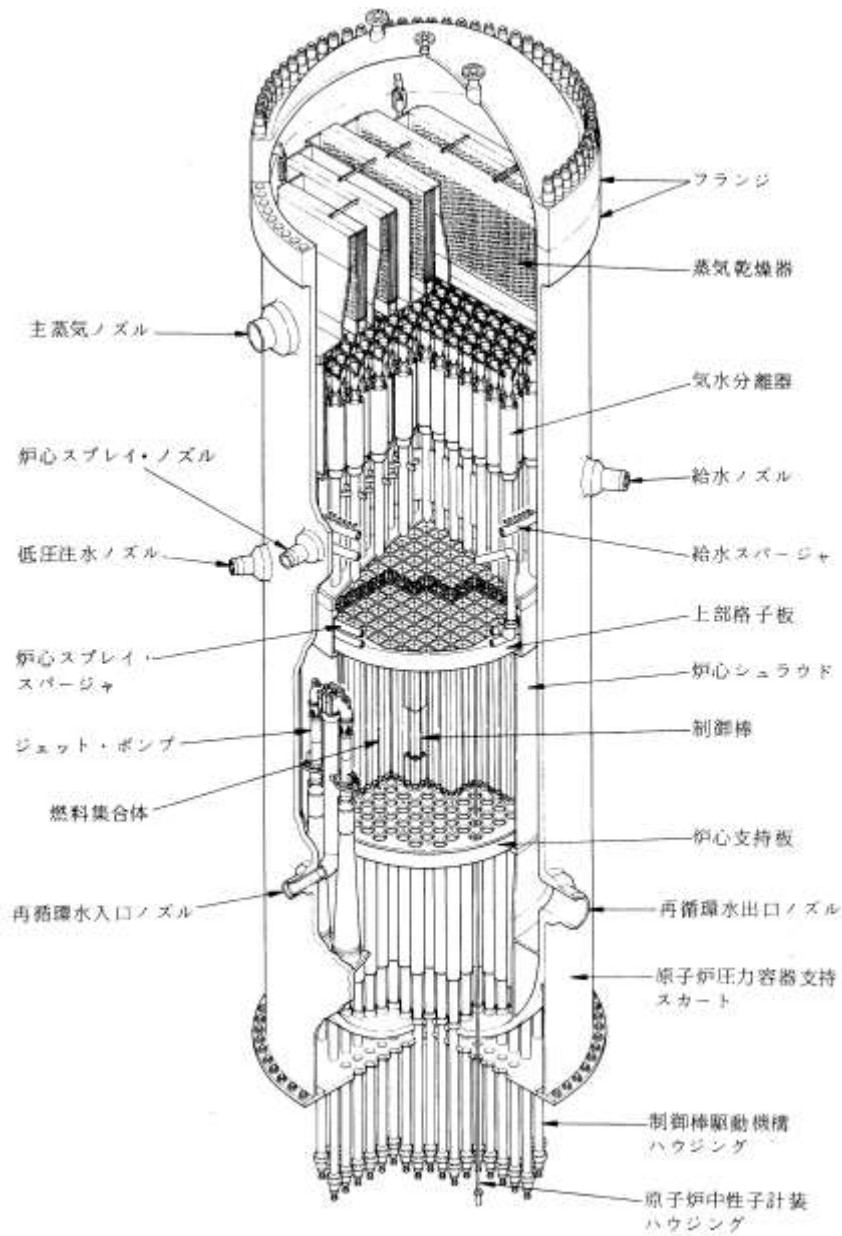 フランジ
蒸気乾燥器
主蒸気ノズル
気水分離器
炉心スプレイ・ノズル
給水ノズル
低圧注水ノズル
給水スパージャ
上部格子板
炉心スプレイ・
スパージャ
炉心シュラウド
ジェット・ポンプ
制御棒
燃料集合体
炉心支持板
再循環水入口ノズル
再循環水出口ノズル
原子炉圧力容器支持
スカート
制御棒駆動機構
ハウジング
原子炉中性子計装
ハウジング